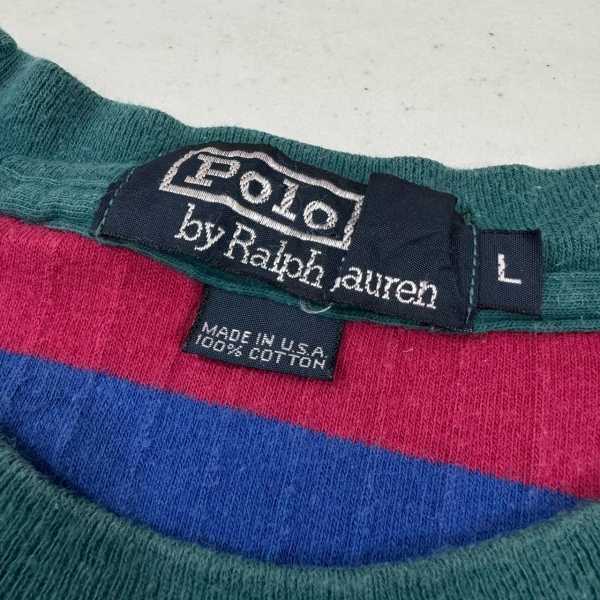 Polo
by Ralph Lauren
L
MADE IN U.S.A.
100% COTTON